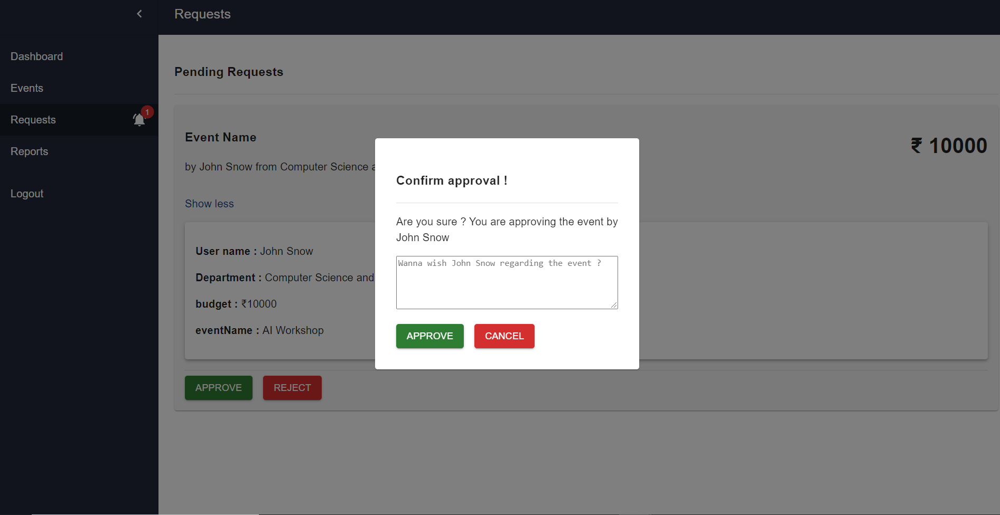 Requests
Dashboard
Events
Requests
1
Reports
Logout
Pending Requests
Event Name
₹ 10000
by John Snow from Computer Science
Show less
User name : John Snow
Department : Computer Science and
budget : ₹10000
eventName : AI Workshop
APPROVE
REJECT
Confirm approval !
Are you sure ? You are approving the event by
John Snow
Wanna wish John Snow regarding the event ?
APPROVE
CANCEL